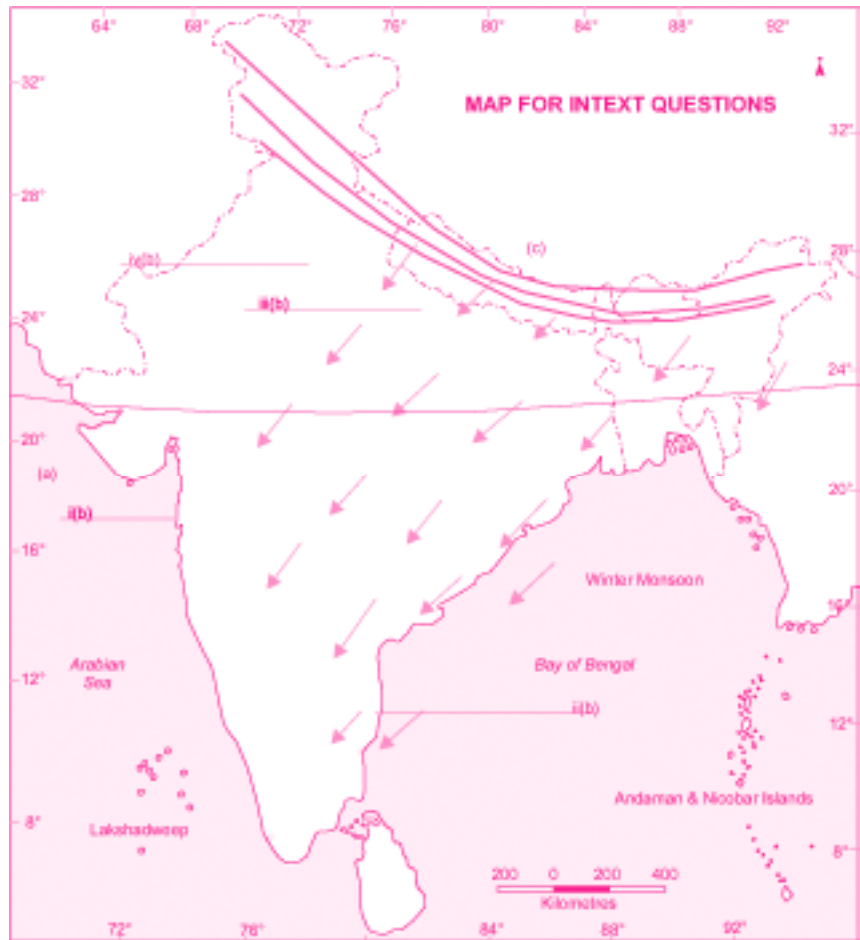 64° 68° 72° 76° 80° 84° 88° 92°
MAP FOR INTEXT QUESTIONS
32° 32°
28° 28°
(c)
iv(b)
iii(b)
24° 24°
20° 20°
(a)
i(b)
16° 16°
Winter Monsoon
Arabian
Sea
Bay of Bengal
12° 12°
ii(b)
Andaman & Nicobar Islands
Lakshadweep
8° 8°
200 0 200 400
Kilometres
72° 76° 84° 88° 92°